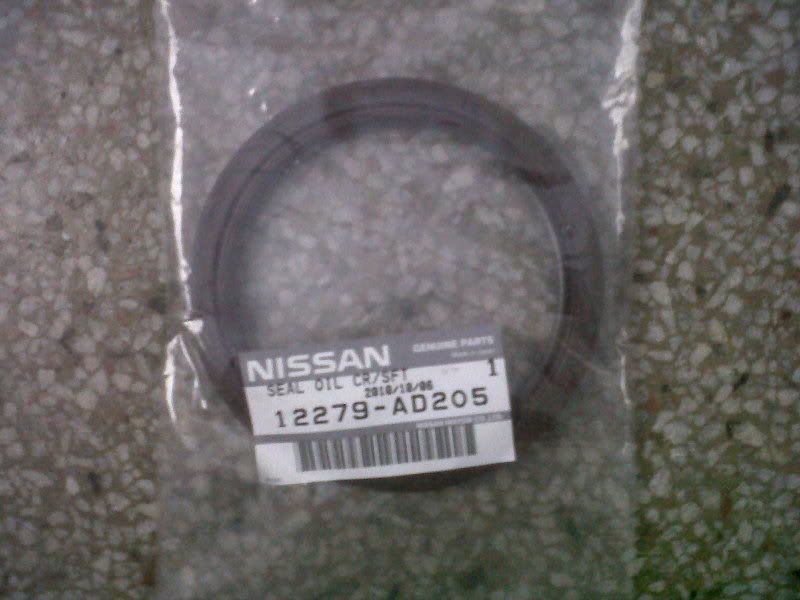 NISSAN GENUINE PARTS
SEAL OIL CR/SFT 1
2010/10/06
12279-AD205